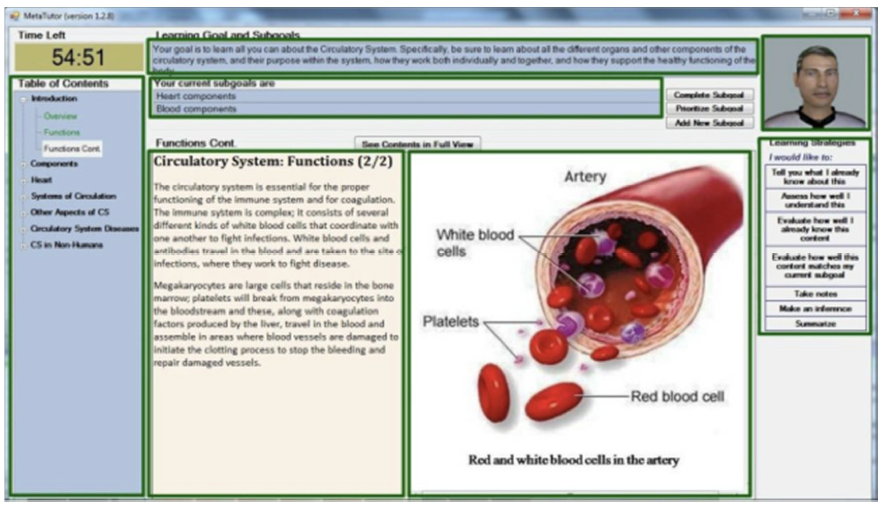 MetaTutor (version 1.2.8)
Time Left
54:51
Learning Goal and Subgoals
Your goal is to learn all you can about the Circulatory System. Specifically, be sure to learn about all the different organs and other components of the
circulatory system, and their purpose within the system, how they work both individually and together, and how they support the healthy functioning of the
body.
Your current subgoals are
Heart components
Blood components
Complete Subgoal
Prioritize Subgoal
Add New Subgoal
Table of Contents
Introduction
Overview
Functions
Functions Cont.
Components
Heart
Systems of Circulation
Other Aspects of CS
Circulatory System Diseases
CS in Non-Humans
Functions Cont.
See Contents in Full View
Circulatory System: Functions (2/2)
The circulatory system is essential for the proper
functioning of the immune system and for coagulation.
The immune system is complex; it consists of several
different kinds of white blood cells that coordinate with
one another to fight infections. White blood cells and
antibodies travel in the blood and are taken to the site o
infections, where they work to fight disease.
Megakaryocytes are large cells that reside in the bone
marrow; platelets will break from megakaryocytes into
the bloodstream and these, along with coagulation
factors produced by the liver, travel in the blood and
assemble in areas where blood vessels are damaged to
initiate the clotting process to stop the bleeding and
repair damaged vessels.
Artery
White blood
cells
Platelets
Red blood cell
Red and white blood cells in the artery
Learning Strategies
I would like to:
Tell you what I already
know about this
Assess how well I
understand this
Evaluate how well I
already know this
content
Evaluate how well this
content matches my
current subgoal
Take notes
Make an inference
Summarize